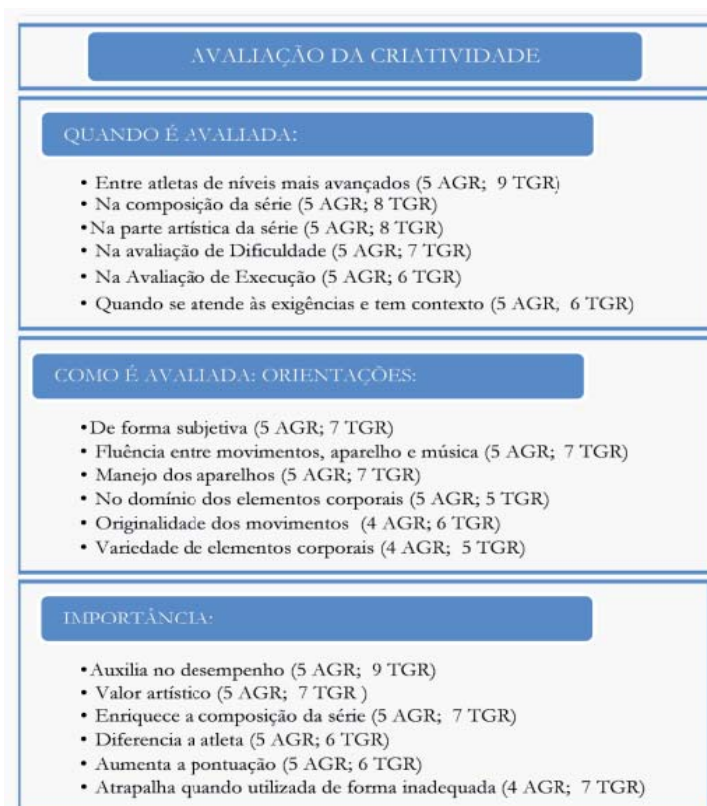 AVALIAÇÃO DA CRIATIVIDADE
QUANDO É AVALIADA:
• Entre atletas de níveis mais avançados (5 AGR; 9 TGR)
• Na composição da série (5 AGR; 8 TGR)
•Na parte artística da série (5 AGR; 8 TGR)
• Na avaliação de Dificuldade (5 AGR; 7 TGR)
• Na Avaliação de Execução (5 AGR; 6 TGR)
• Quando se atende às exigências e tem contexto (5 AGR, 6 TGR)
COMO É AVALIADA: ORIENTAÇÕES:
•De forma subjetiva (5 AGR; 7 TGR)
• Fluência entre movimentos, aparelho e música (5 AGR; 7 TGR)
• Manejo dos aparelhos (5 AGR; 7 TGR)
• No domínio dos elementos corporais (5 AGR; 5 TGR)
• Originalidade dos movimentos (4 AGR; 6 TGR)
• Variedade de elementos corporais (4 AGR; 5 TGR)
IMPORTÂNCIA:
•Auxilia no desempenho (5 AGR; 9 TGR)
• Valor artístico (5 AGR; 7 TGR )
• Enriquece a composição da série (5 AGR; 7 TGR)
• Diferencia a atleta (5 AGR; 6 TGR)
• Aumenta a pontuação (5 AGR; 6 TGR)
• Atrapalha quando utilizada de forma inadequada (4 AGR; 7 TGR)